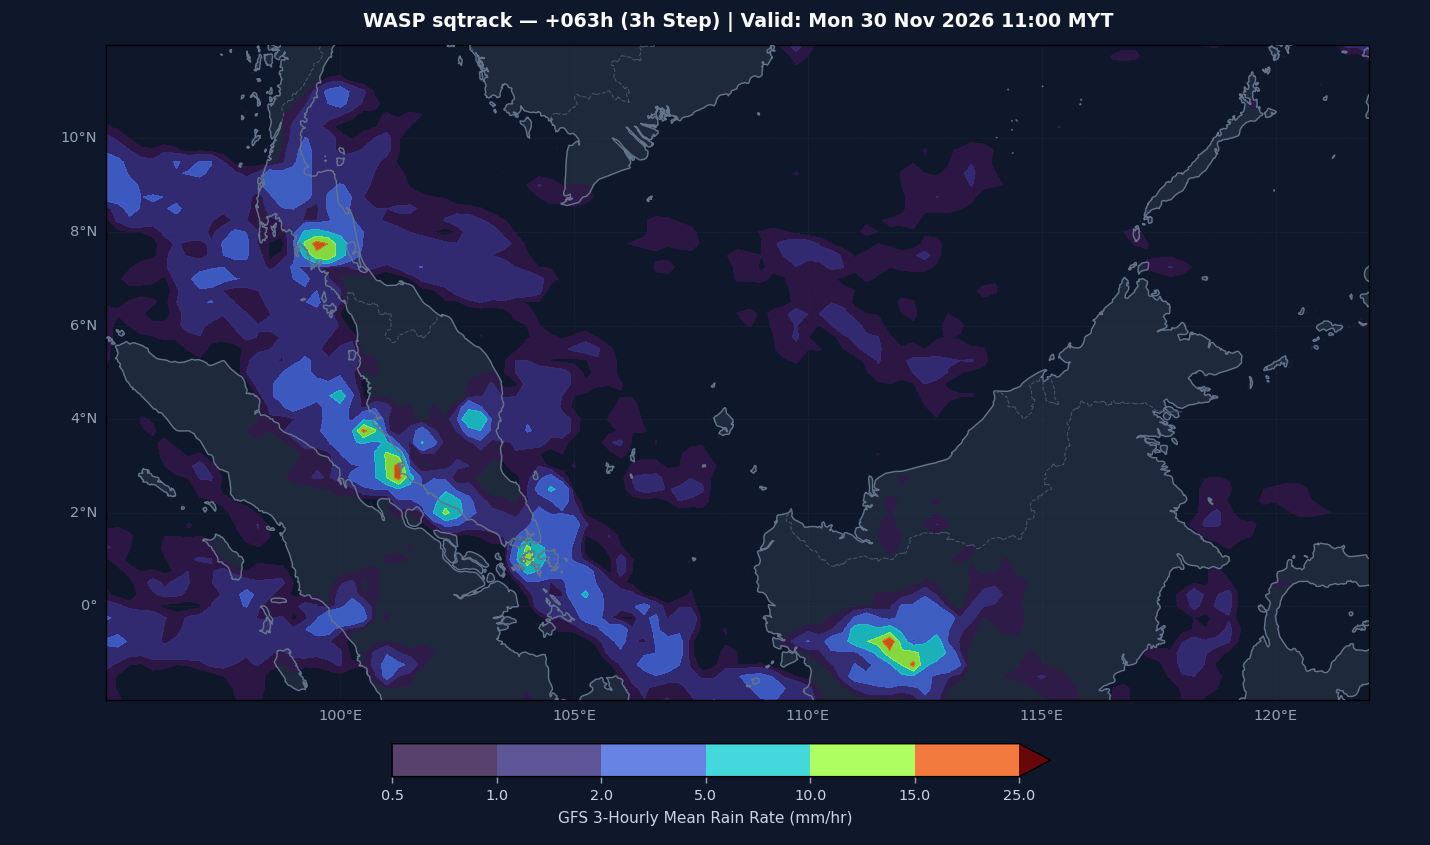 WASP sqtrack — +063h (3h Step) | Valid: Mon 30 Nov 2026 11:00 MYT
10°N
8°N
6°N
4°N
2°N
0°
100°E 105°E 110°E 115°E 120°E
0.5 1.0 2.0 5.0 10.0 15.0 25.0
GFS 3-Hourly Mean Rain Rate (mm/hr)